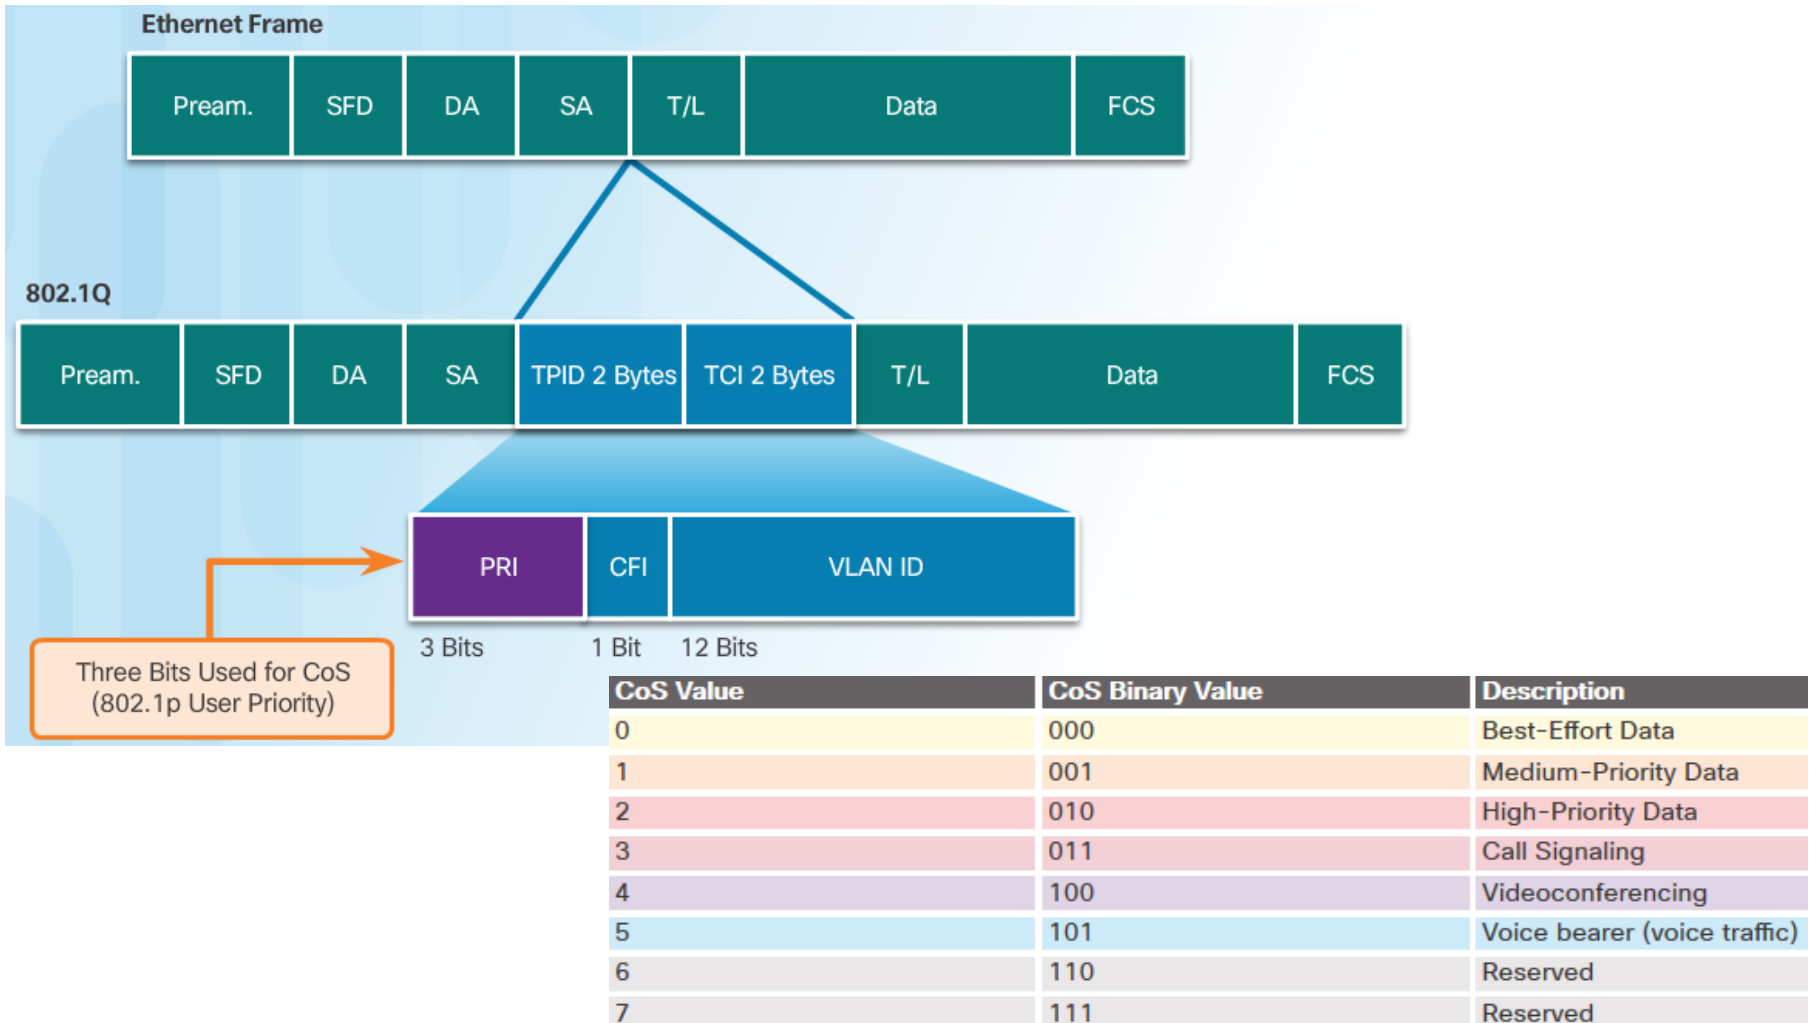 Ethernet Frame
Pream. SFD DA SA T/L Data FCS
802.1Q
Pream. SFD DA SA TPID 2 Bytes TCI 2 Bytes T/L Data FCS
PRI CFI VLAN ID
3 Bits 1 Bit 12 Bits
Three Bits Used for CoS
(802.1p User Priority)
CoS Value CoS Binary Value Description
0 000 Best-Effort Data
1 001 Medium-Priority Data
2 010 High-Priority Data
3 011 Call Signaling
4 100 Videoconferencing
5 101 Voice bearer (voice traffic)
6 110 Reserved
7 111 Reserved